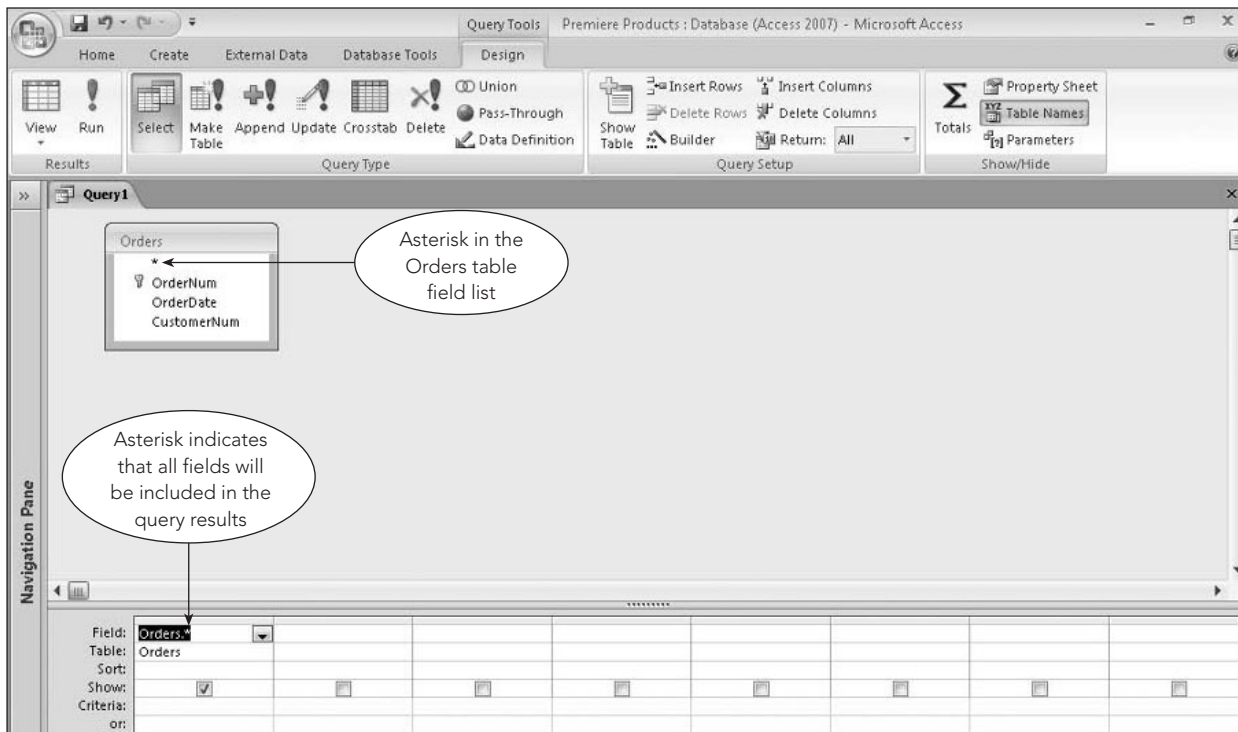 Query Tools
Premiere Products : Database (Access 2007) - Microsoft Access
Home Create External Data Database Tools Design
View
Run
Results
Select
Make Table
Append
Update
Crosstab
Delete
Union
Pass-Through
Data Definition
Query Type
Show Table
Insert Rows
Delete Rows
Builder
Insert Columns
Delete Columns
Return: All
Query Setup
Σ
Totals
Property Sheet
XYZ
Table Names
[?]
Parameters
Show/Hide
»
Query1
x
Orders
*
OrderNum
OrderDate
CustomerNum
Asterisk in the
Orders table
field list
Asterisk indicates
that all fields will
be included in the
query results
Navigation Pane
Field: Orders.*
Table: Orders
Sort:
Show:
Criteria:
or: